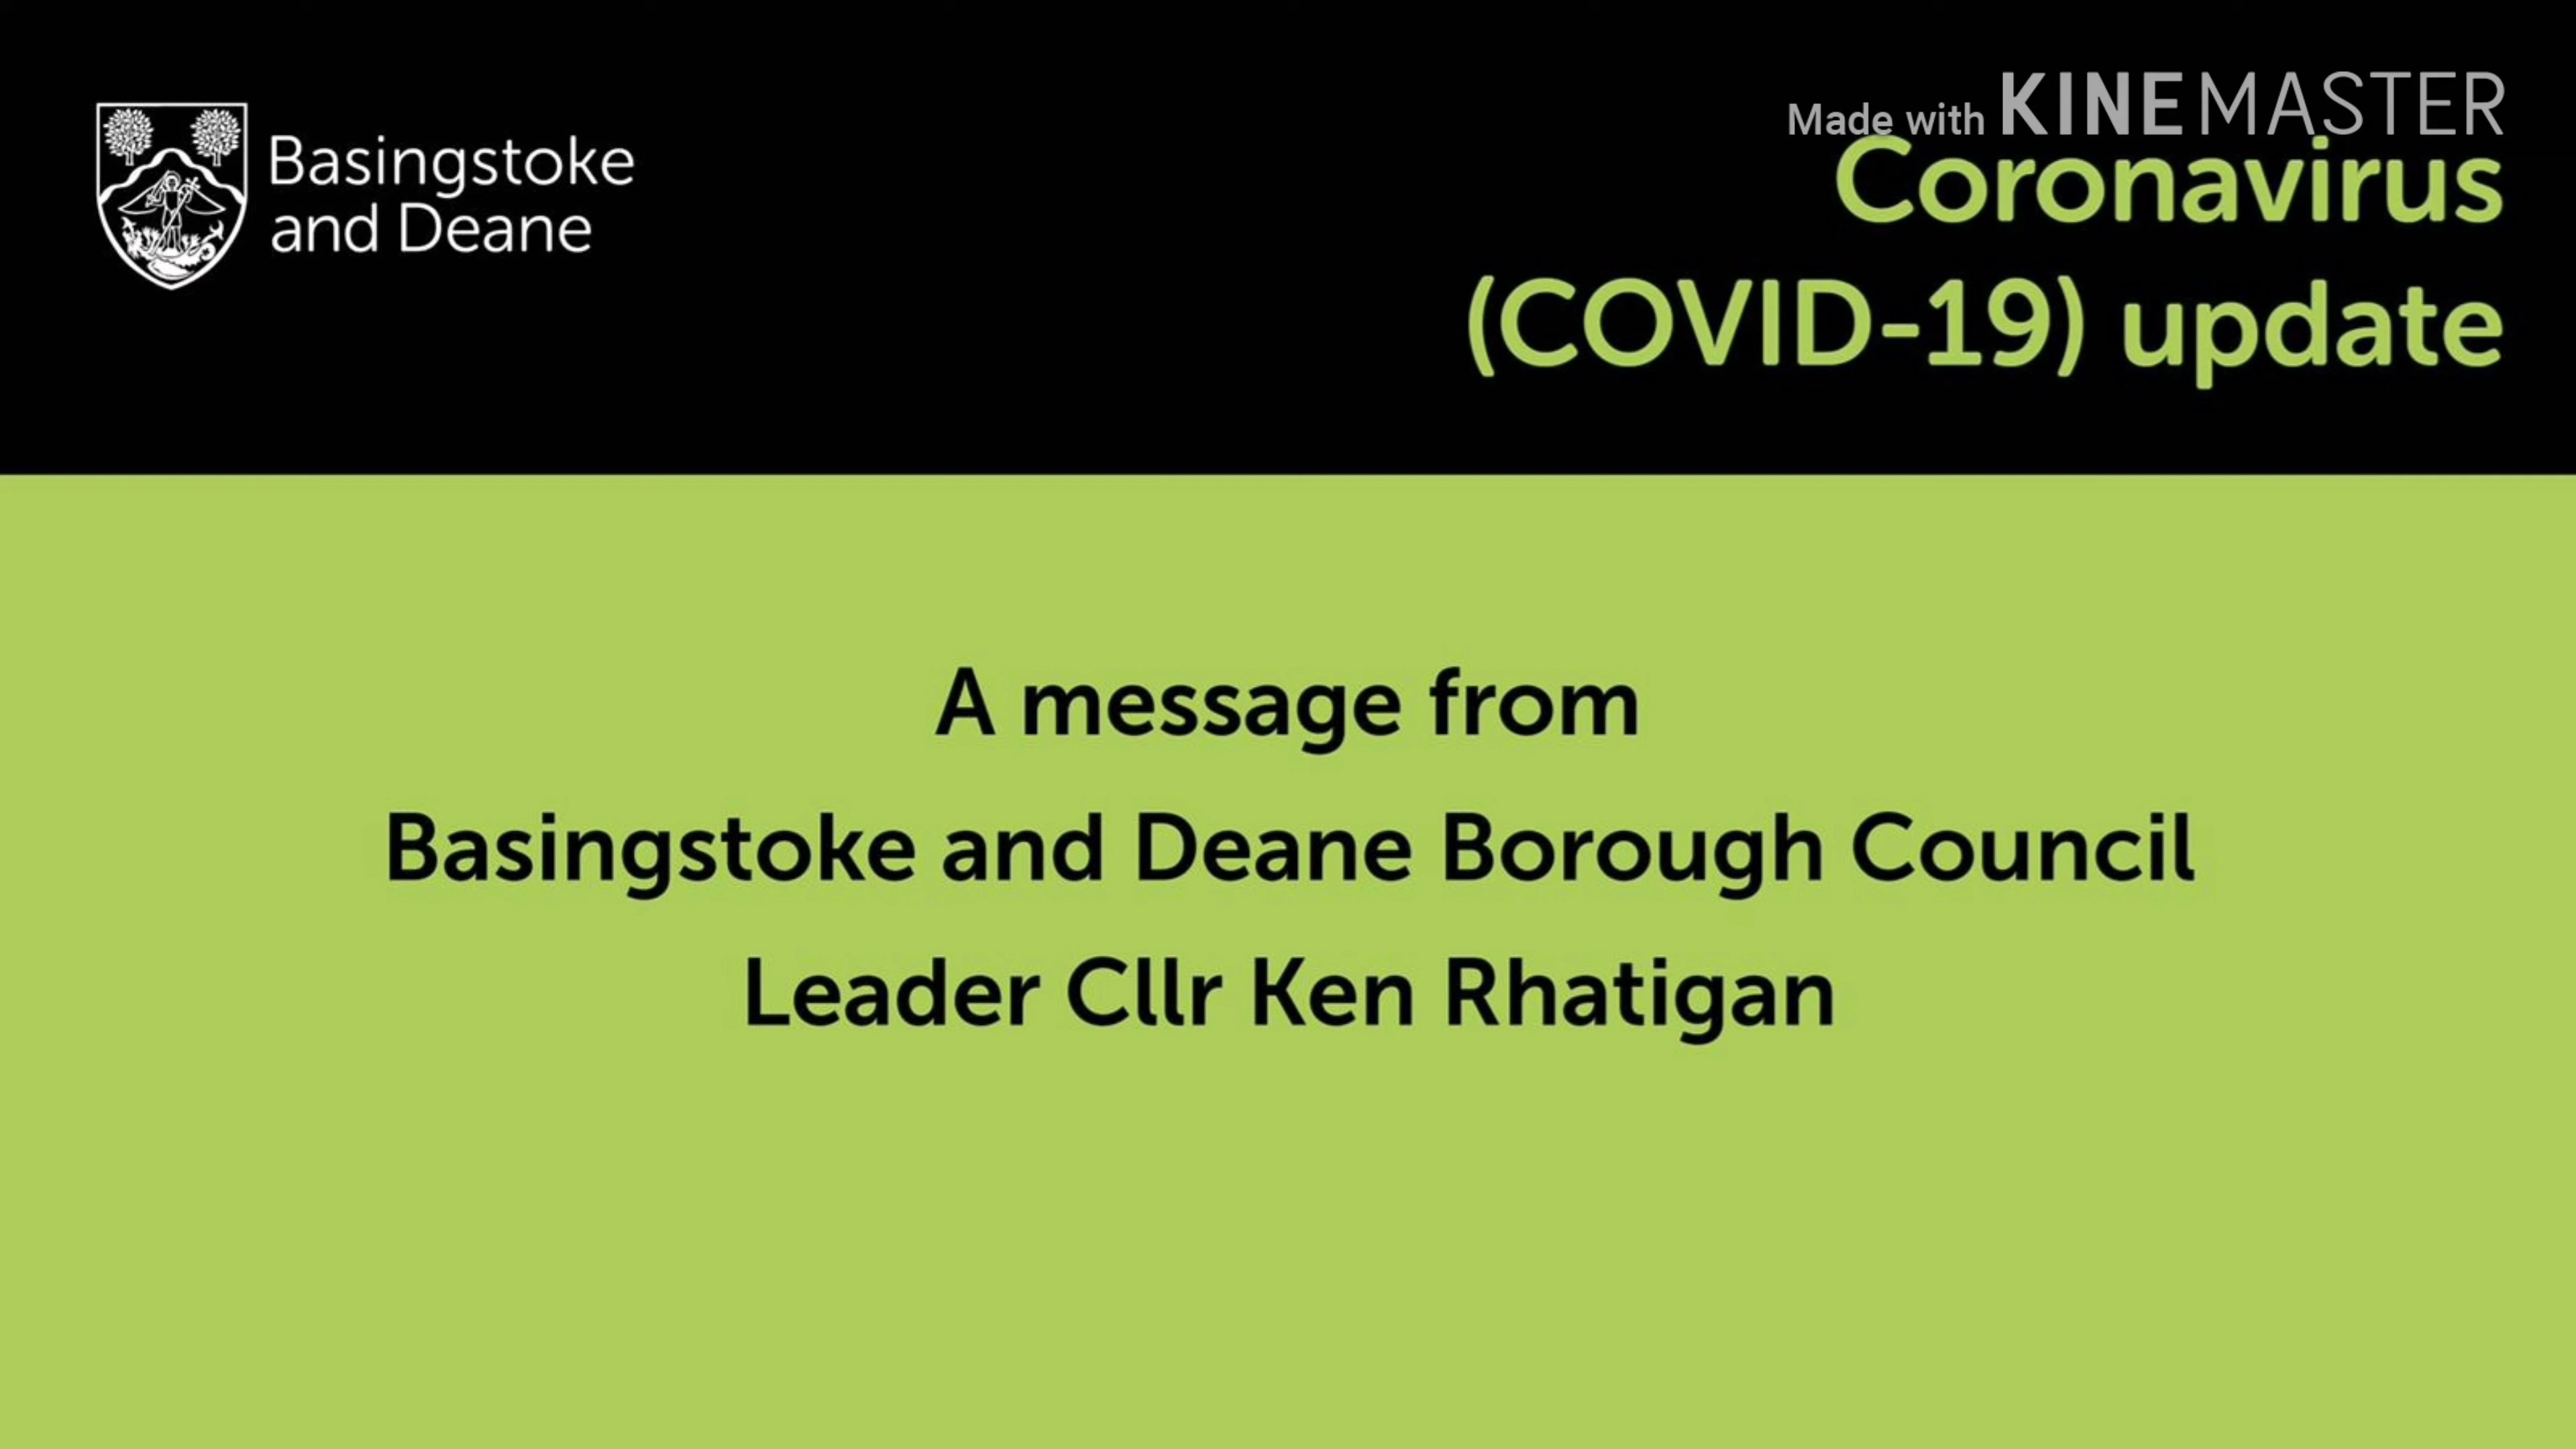 Basingstoke
and Deane
Made with KINEMASTER
Coronavirus
(COVID-19) update
A message from
Basingstoke and Deane Borough Council
Leader Cllr Ken Rhatigan